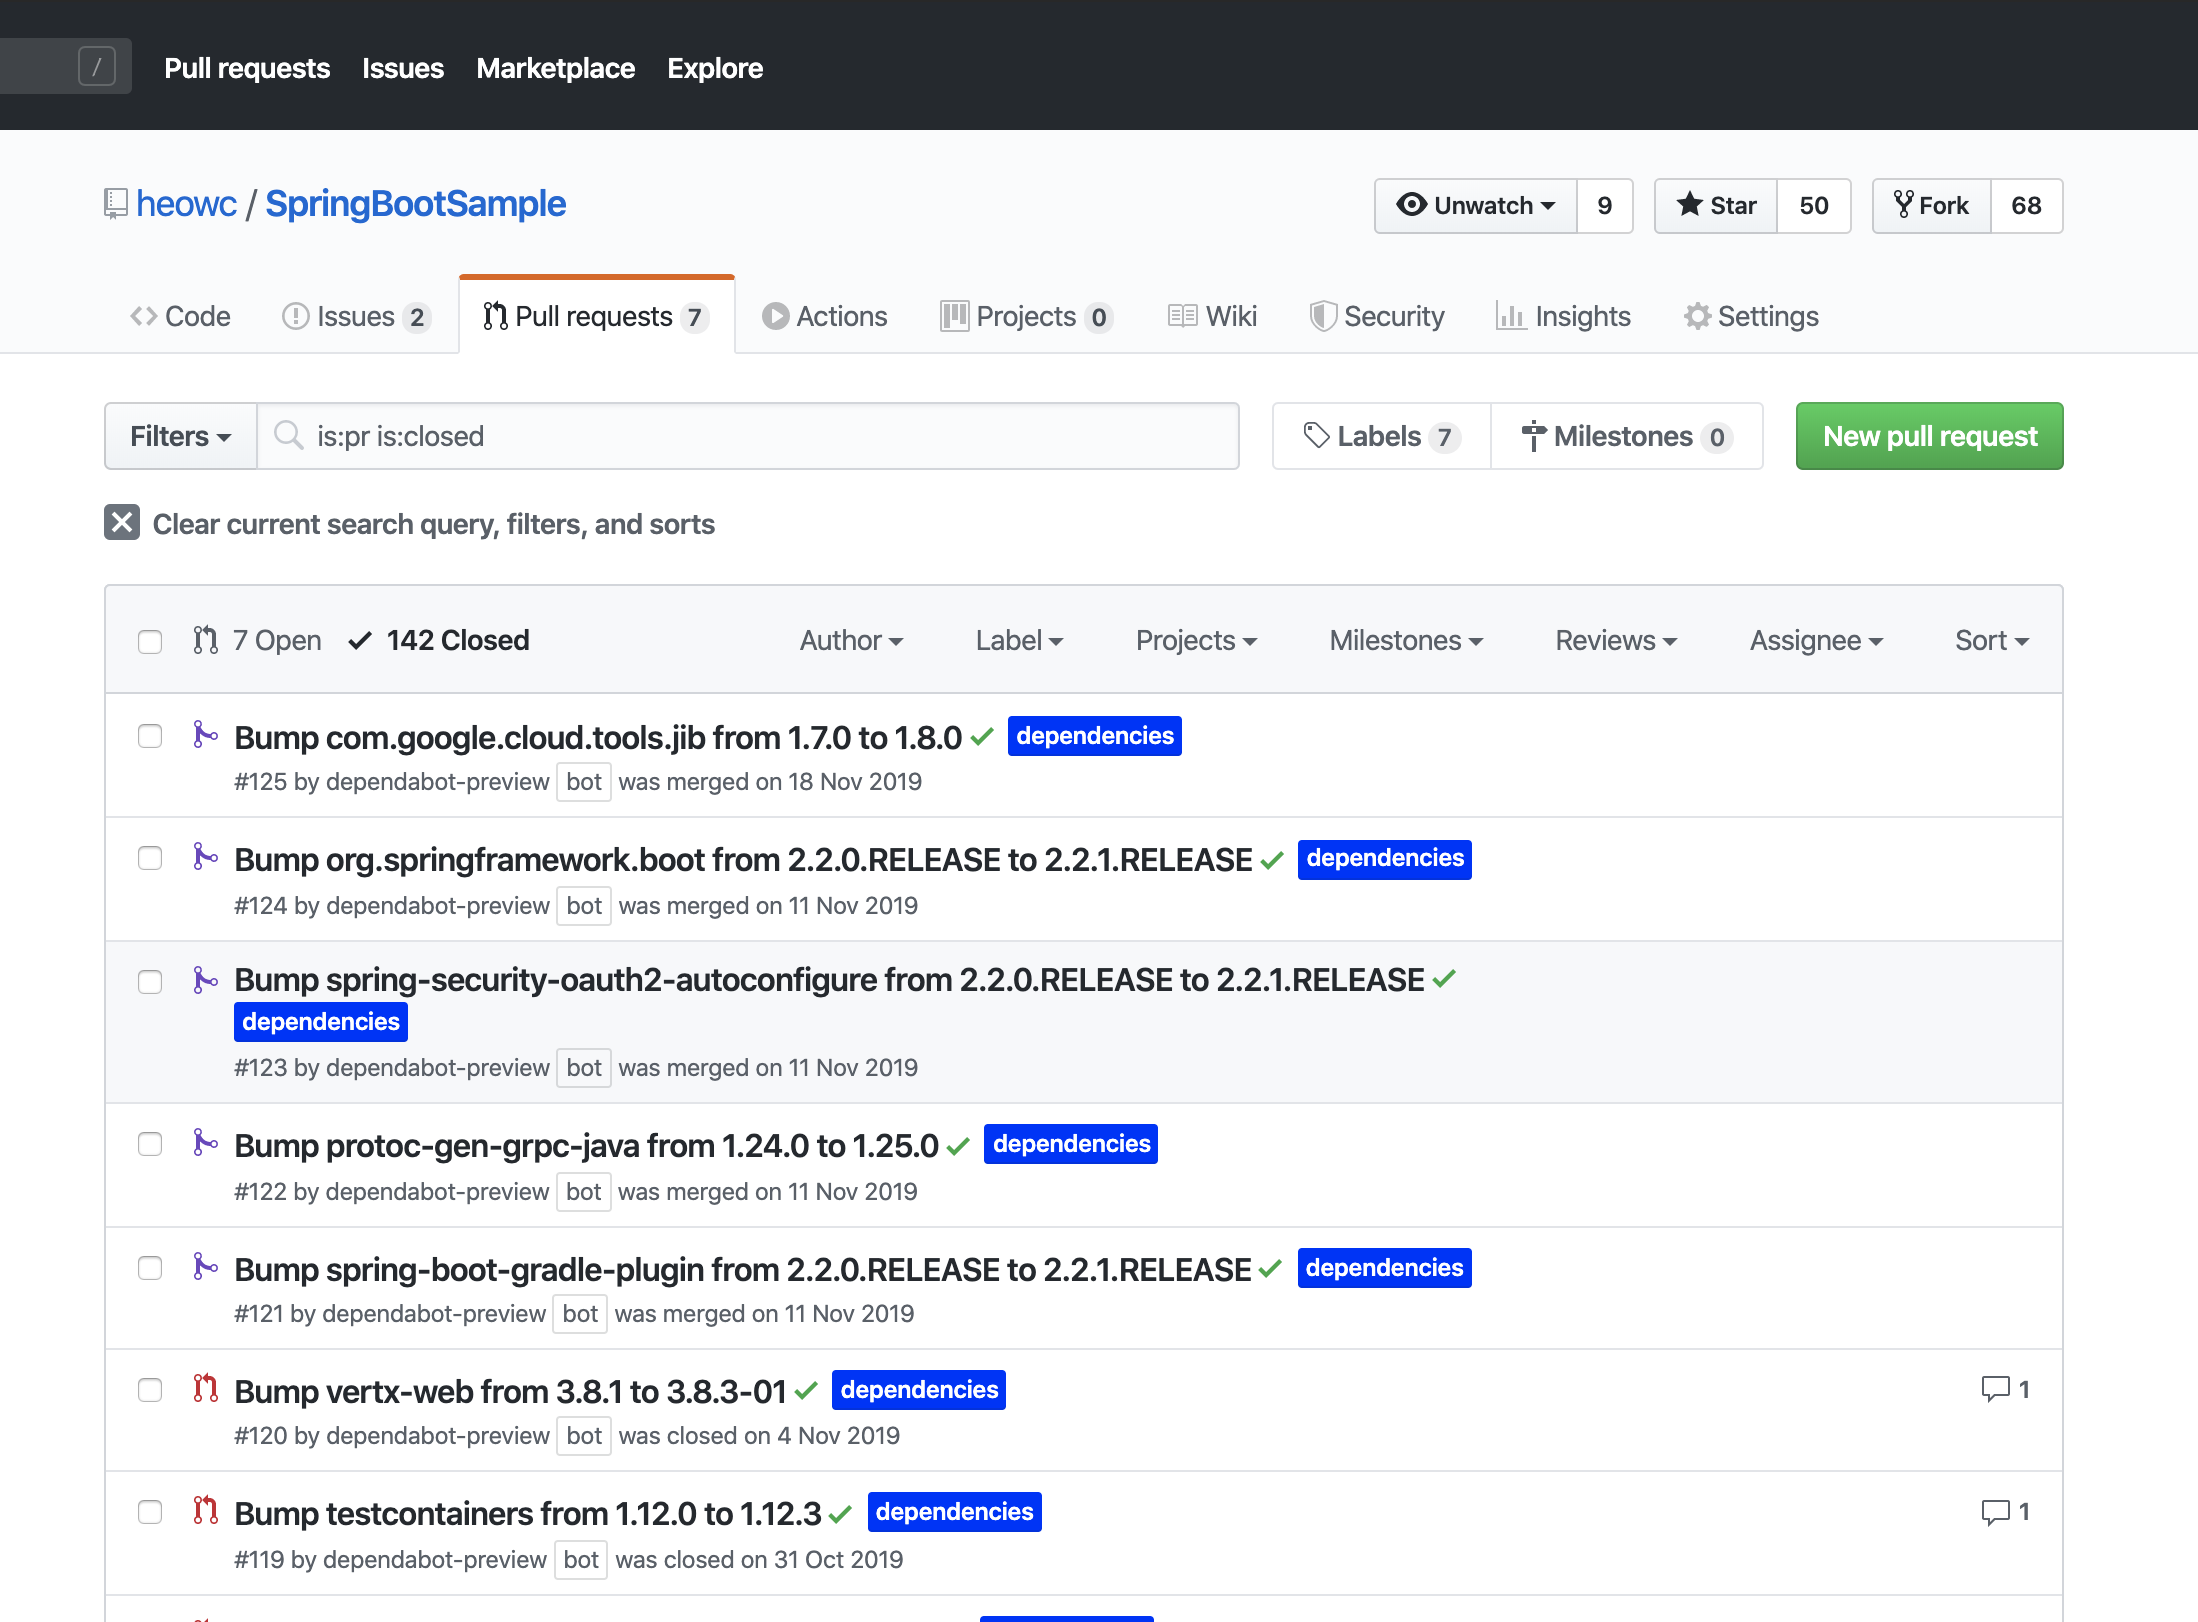 / Pull requests Issues Marketplace Explore
heowc / SpringBootSample Unwatch 9 Star 50 Fork 68
Code Issues 2 Pull requests 7 Actions Projects 0 Wiki Security Insights Settings
Filters is:pr is:closed Labels 7 Milestones 0 New pull request
Clear current search query, filters, and sorts
7 Open 142 Closed Author Label Projects Milestones Reviews Assignee Sort
Bump com.google.cloud.tools.jib from 1.7.0 to 1.8.0 dependencies
#125 by dependabot-preview bot was merged on 18 Nov 2019
Bump org.springframework.boot from 2.2.0.RELEASE to 2.2.1.RELEASE dependencies
#124 by dependabot-preview bot was merged on 11 Nov 2019
Bump spring-security-oauth2-autoconfigure from 2.2.0.RELEASE to 2.2.1.RELEASE
dependencies
#123 by dependabot-preview bot was merged on 11 Nov 2019
Bump protoc-gen-grpc-java from 1.24.0 to 1.25.0 dependencies
#122 by dependabot-preview bot was merged on 11 Nov 2019
Bump spring-boot-gradle-plugin from 2.2.0.RELEASE to 2.2.1.RELEASE dependencies
#121 by dependabot-preview bot was merged on 11 Nov 2019
Bump vertx-web from 3.8.1 to 3.8.3-01 dependencies 1
#120 by dependabot-preview bot was closed on 4 Nov 2019
Bump testcontainers from 1.12.0 to 1.12.3 dependencies 1
#119 by dependabot-preview bot was closed on 31 Oct 2019